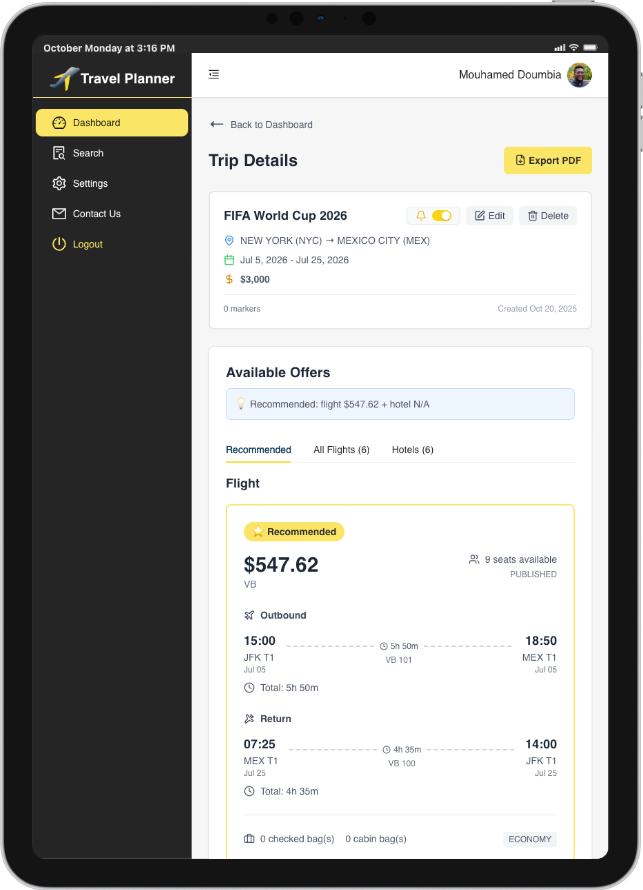 October Monday at 3:16 PM
Travel Planner
Mouhamed Doumbia
Dashboard
Search
Settings
Contact Us
Logout
← Back to Dashboard
Trip Details
Export PDF
FIFA World Cup 2026
Edit
Delete
NEW YORK (NYC) → MEXICO CITY (MEX)
Jul 5, 2026 - Jul 25, 2026
$ $3,000
0 markers
Created Oct 20, 2025
Available Offers
Recommended: flight $547.62 + hotel N/A
Recommended All Flights (6) Hotels (6)
Flight
Recommended
$547.62
9 seats available
VB
PUBLISHED
Outbound
15:00 5h 50m 18:50
JFK T1 VB 101 MEX T1
Jul 05 Jul 05
Total: 5h 50m
Return
07:25 4h 35m 14:00
MEX T1 VB 100 JFK T1
Jul 25 Jul 25
Total: 4h 35m
0 checked bag(s) 0 cabin bag(s) ECONOMY